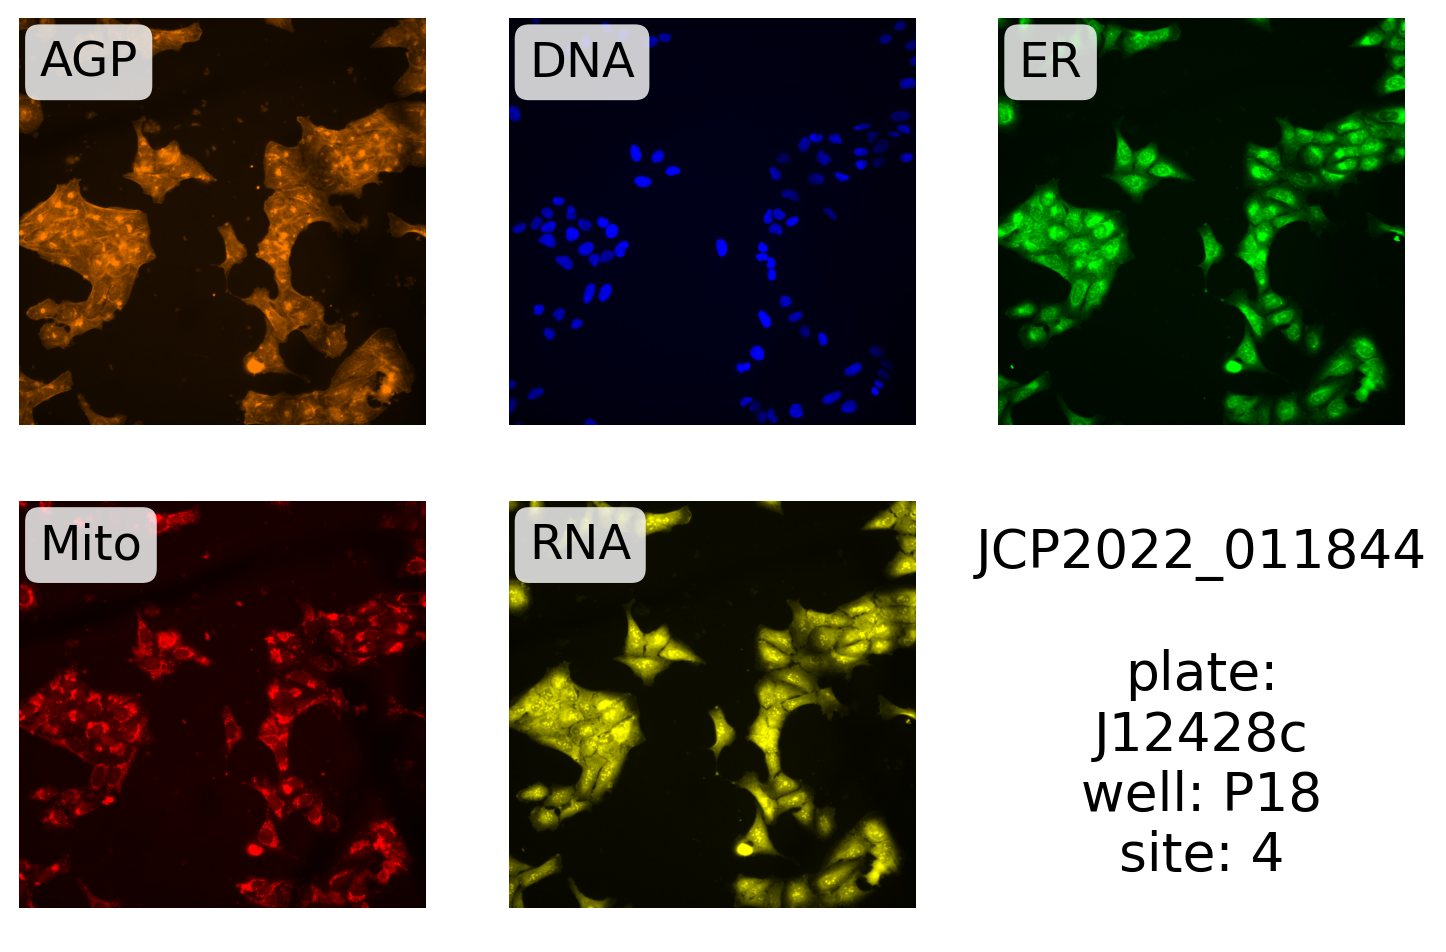 AGP
DNA
ER
Mito
RNA
JCP2022_011844
plate:
J12428c
well: P18
site: 4